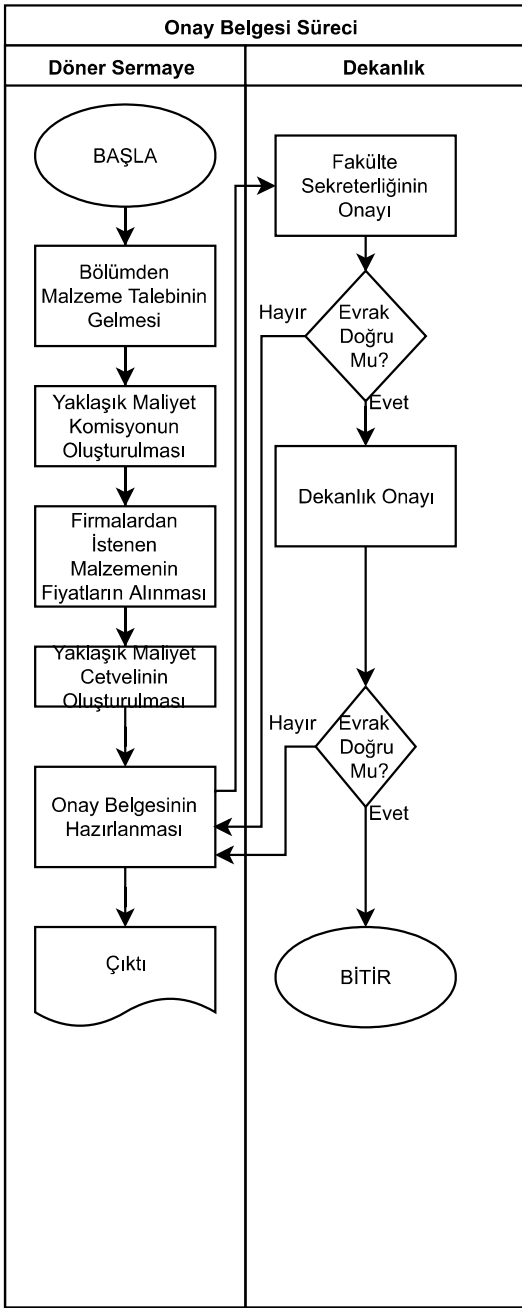 Onay Belgesi Süreci
Döner Sermaye
Dekanlık
BAŞLA
Bölümden
Malzeme Talebinin
Gelmesi
Yaklaşık Maliyet
Komisyonun
Oluşturulması
Firmalardan
İstenen
Malzemenin
Fiyatların Alınması
Yaklaşık Maliyet
Cetvelinin
Oluşturulması
Onay Belgesinin
Hazırlanması
Çıktı
Fakülte
Sekreterliğinin
Onayı
Hayır
Evrak
Doğru
Mu?
Evet
Dekanlık Onayı
Hayır
Evrak
Doğru
Mu?
Evet
BİTİR